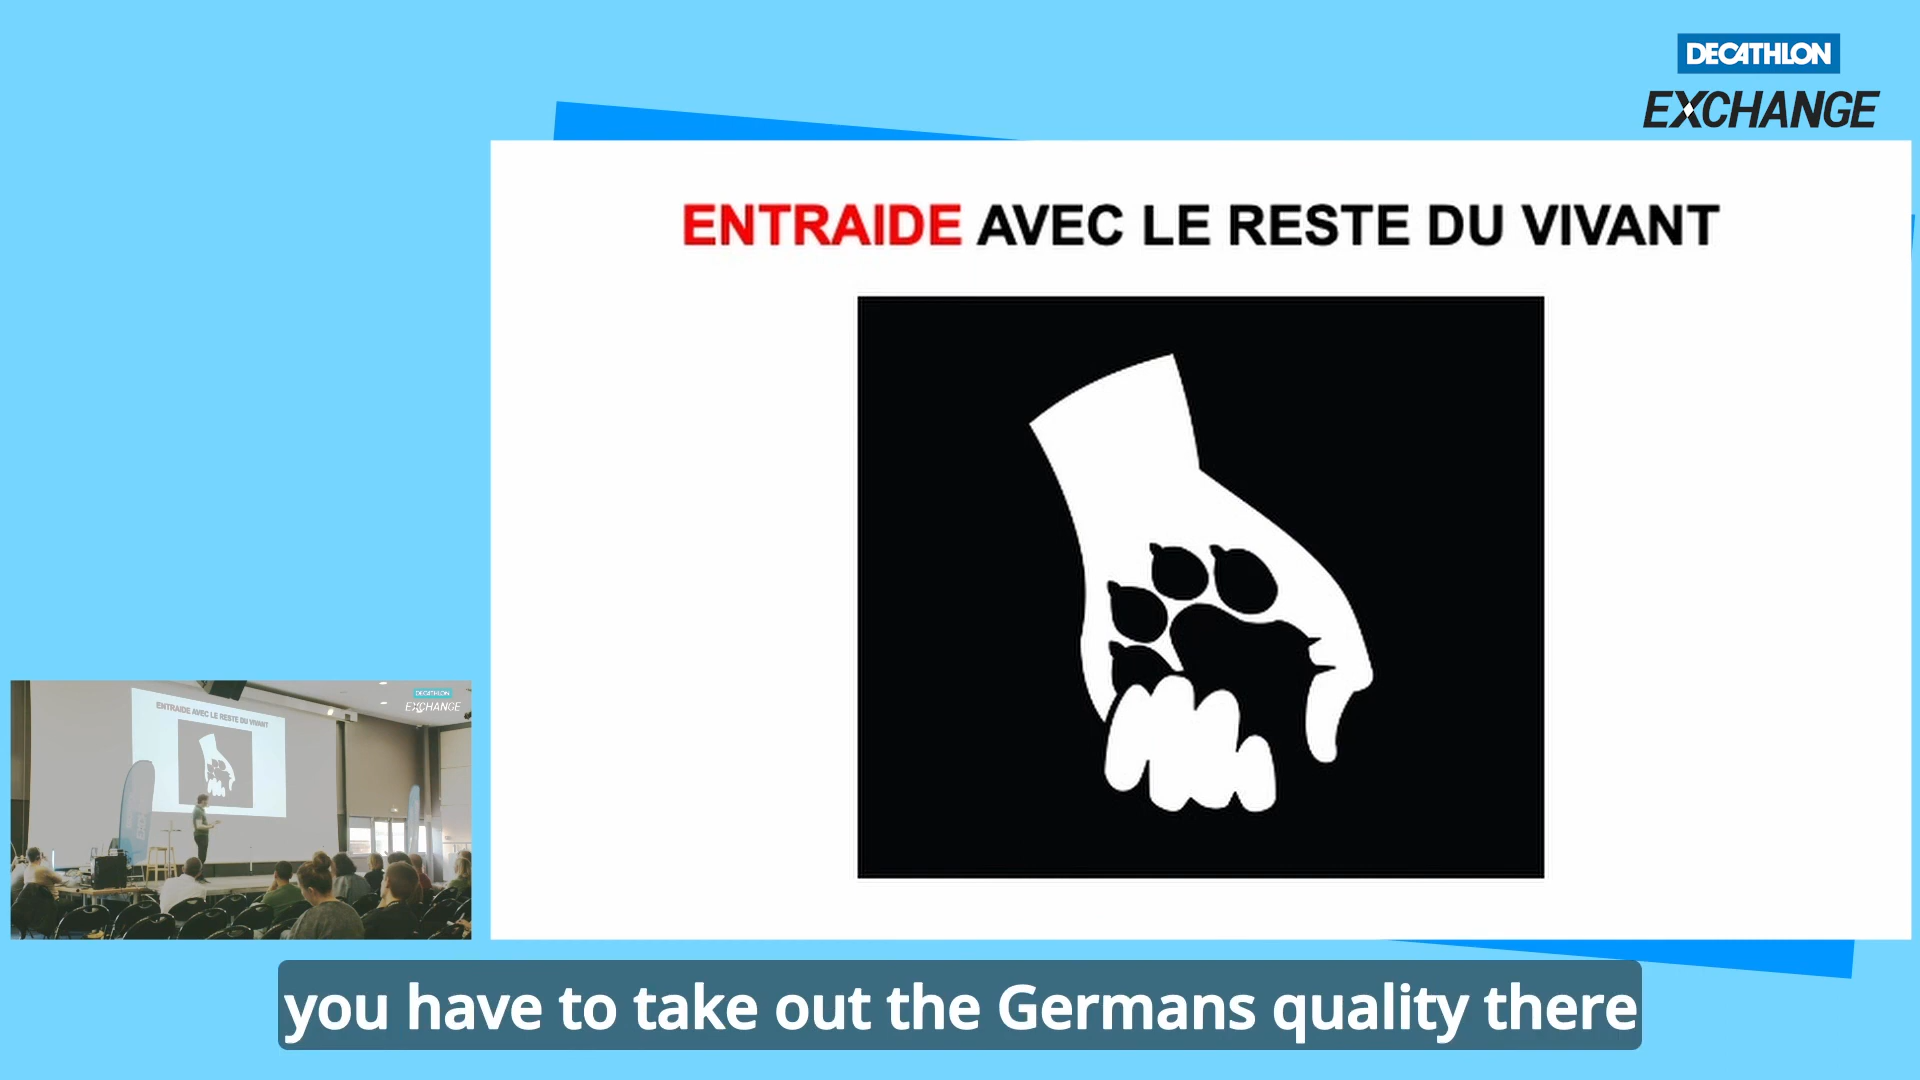 DECATHLON
EXCHANGE
ENTRAIDE AVEC LE RESTE DU VIVANT
DECATHLON
EXCHANGE
ENTRAIDE AVEC LE RESTE DU VIVANT
you have to take out the Germans quality there